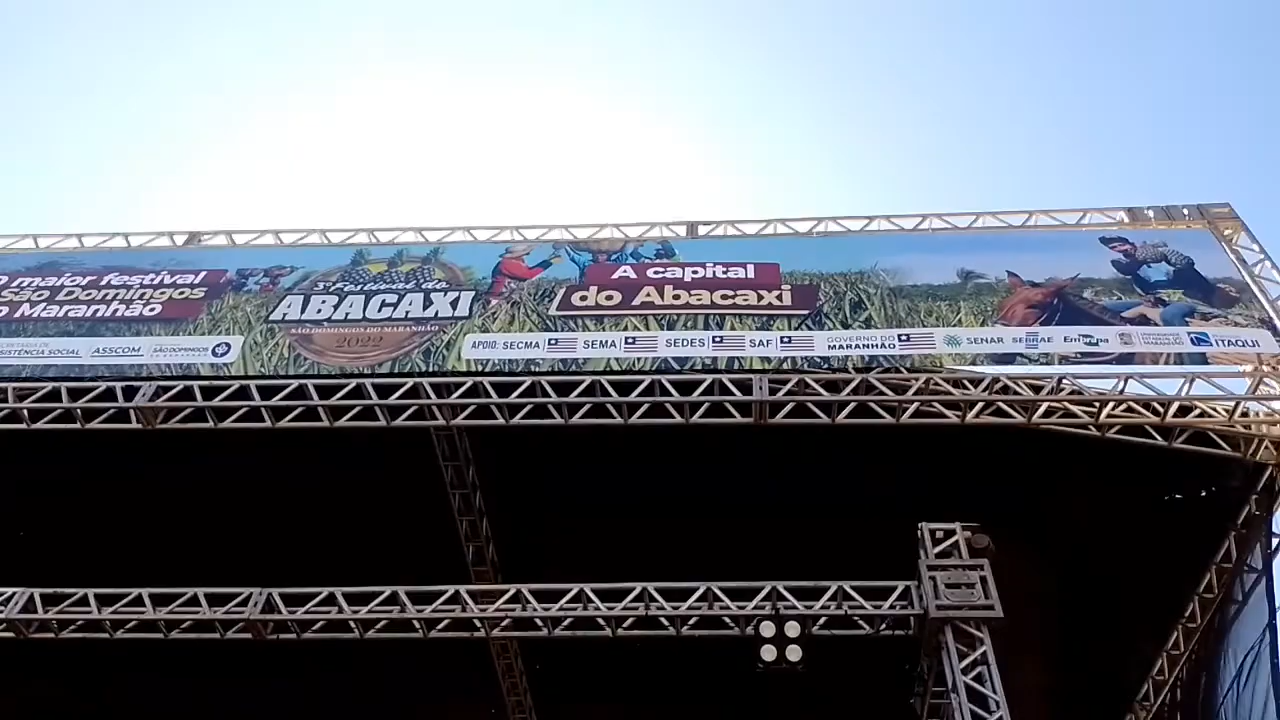 maior festival
São Domingos
Maranhão
ASSISTÊNCIA SOCIAL
ASSCOM
SÃO DOMINGOS
3º Festival do
ABACAXI
SÃO DOMINGOS DO MARANHÃO
2022
A capital
do Abacaxi
APOIO: SECMA SEMA SEDES SAF GOVERNO DO MARANHÃO SENAR SEBRAE Embrapa ITAQUI